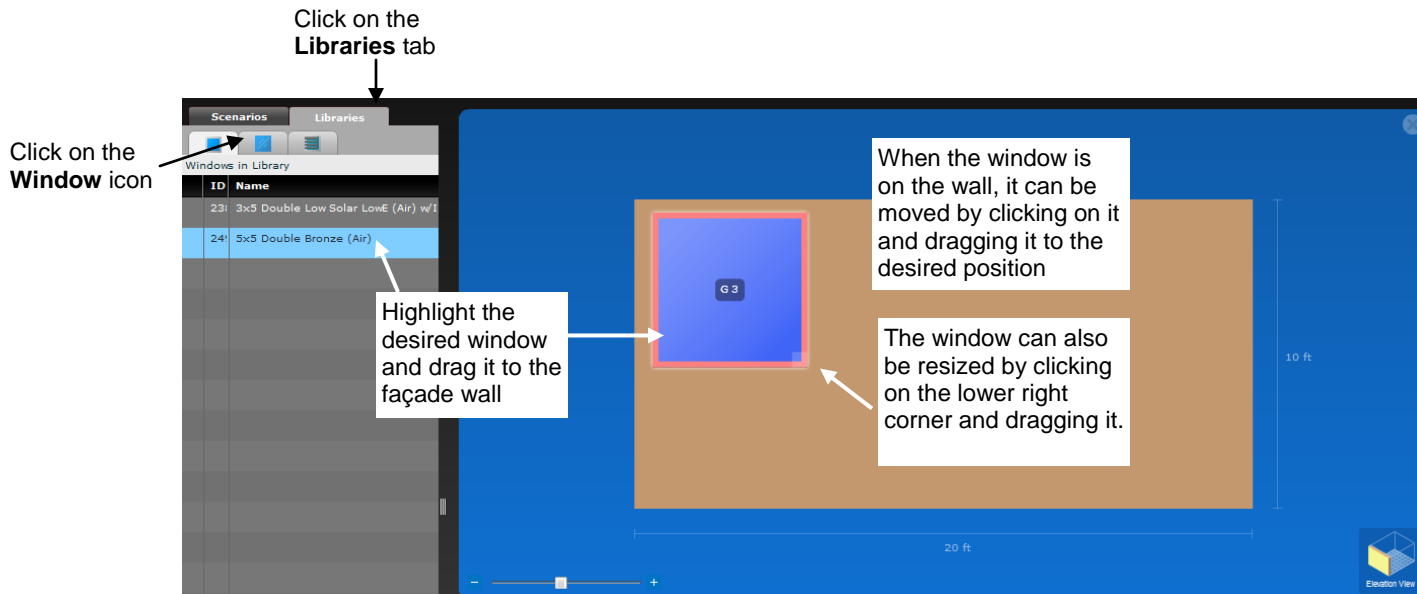 Click on the
Libraries tab
Click on the
Window icon
Scenarios
Libraries
Windows in Library
ID Name
3x5 Double Low Solar LowE (Air) w/I
5x5 Double Bronze (Air)
Highlight the
desired window
and drag it to the
façade wall
G 3
When the window is
on the wall, it can be
moved by clicking on it
and dragging it to the
desired position
The window can also
be resized by clicking
on the lower right
corner and dragging it.
10 ft
20 ft
− +
Elevation View